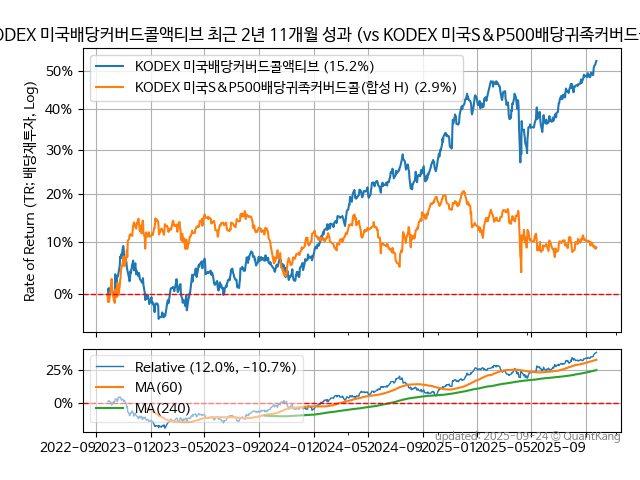 ODEX 미국배당커버드콜액티브 최근 2년 11개월 성과 (vs KODEX 미국S&P500배당귀족커버드
KODEX 미국배당커버드콜액티브 (15.2%)
KODEX 미국S&P500배당귀족커버드콜(합성 H) (2.9%)
Rate of Return (TR: 배당재투자, Log)
50%
40%
30%
20%
10%
0%
Relative (12.0%, -10.7%)
MA(60)
MA(240)
25%
0%
2022-09 2023-01 2023-05 2023-09 2024-01 2024-05 2024-09 2025-01 2025-05 2025-09
updated: 2025-09-24 © QuantKang